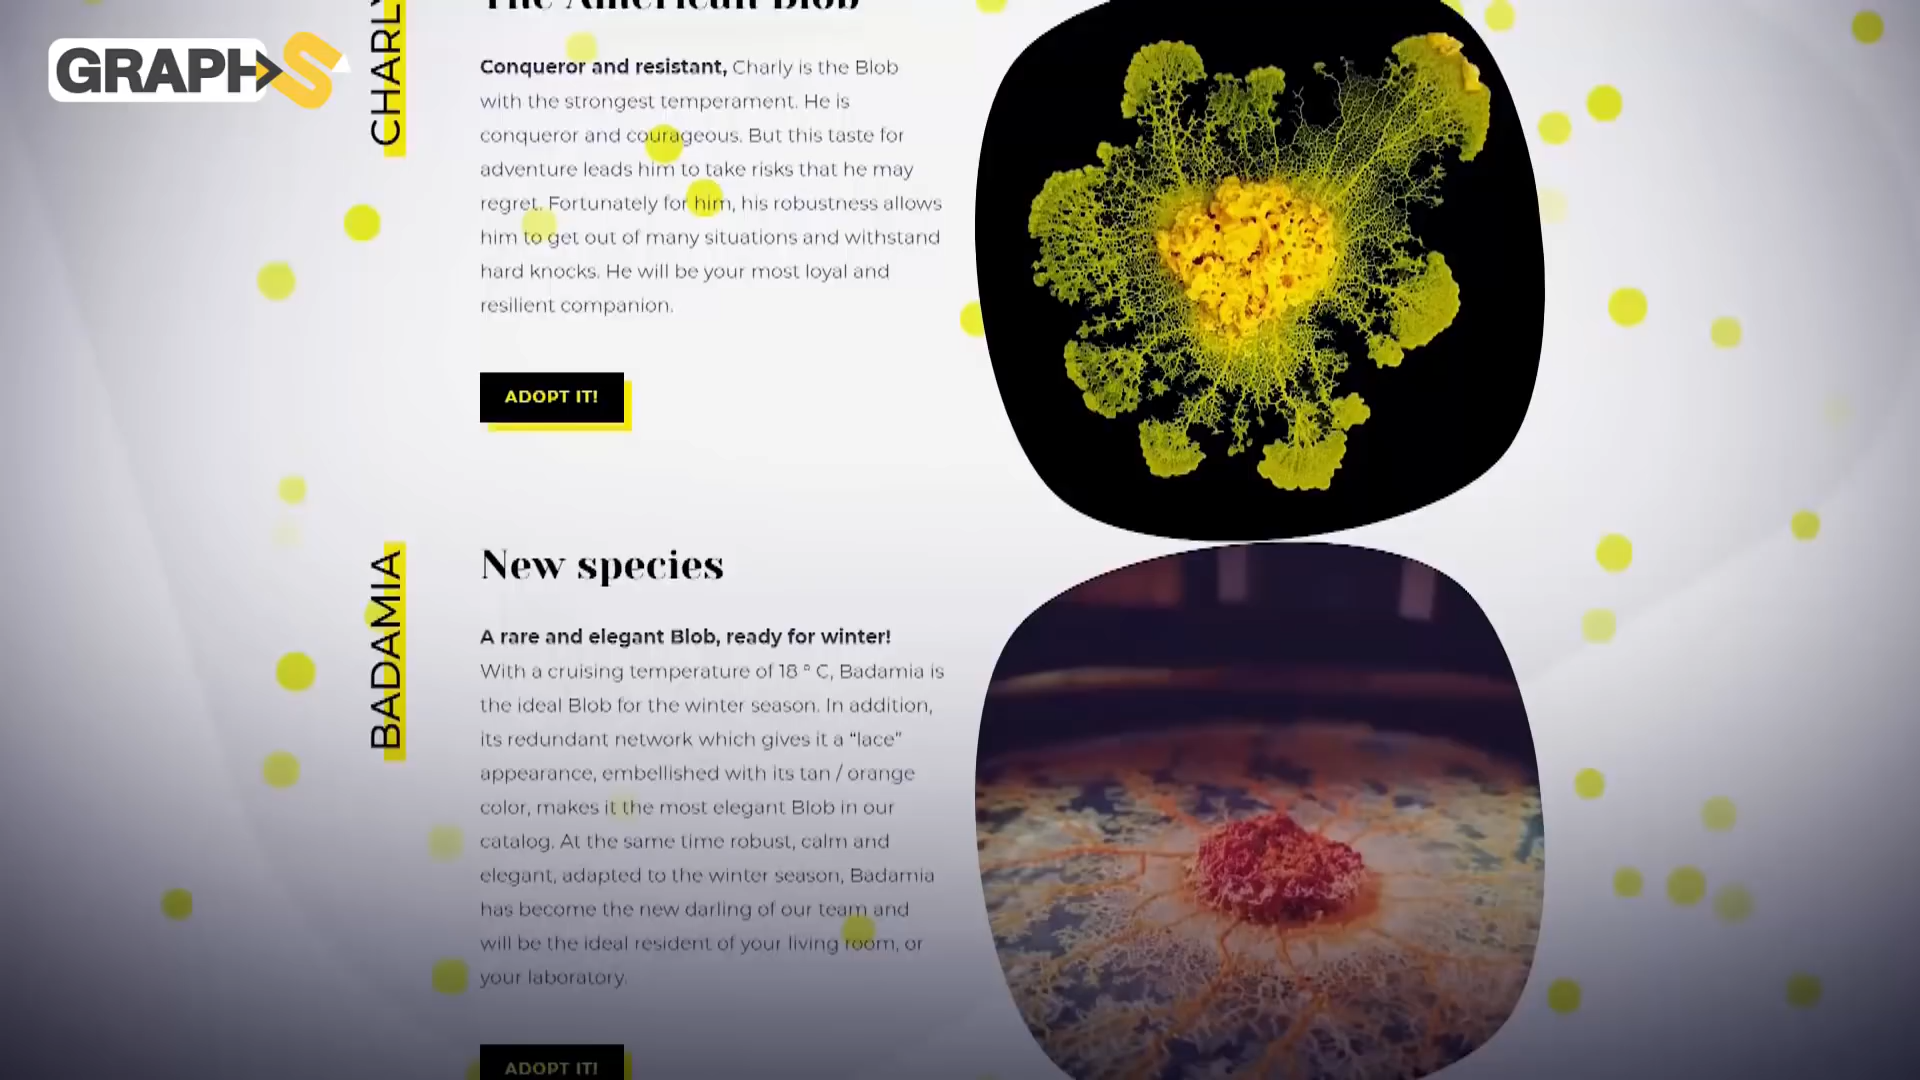 GRAPHS
The American Blob
CHARLY
Conqueror and resistant, Charly is the Blob
with the strongest temperament. He is
conqueror and courageous. But this taste for
adventure leads him to take risks that he may
regret. Fortunately for him, his robustness allows
him to get out of many situations and withstand
hard knocks. He will be your most loyal and
resilient companion.
ADOPT IT!
BADAMIA
New species
A rare and elegant Blob, ready for winter!
With a cruising temperature of 18 ° C, Badamia is
the ideal Blob for the winter season. In addition,
its redundant network which gives it a “lace”
appearance, embellished with its tan / orange
color, makes it the most elegant Blob in our
catalog. At the same time robust, calm and
elegant, adapted to the winter season, Badamia
has become the new darling of our team and
will be the ideal resident of your living room, or
your laboratory.
ADOPT IT!